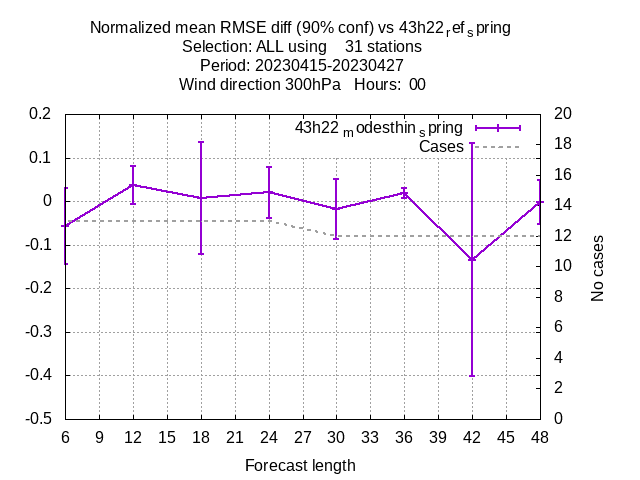 Normalized mean RMSE diff (90% conf) vs 43h22refspring
Selection: ALL using    31 stations
Period: 20230415-20230427
Wind direction 300hPa   Hours:  00
43h22modesthinspring
Cases
0.2
0.1
0
-0.1
-0.2
-0.3
-0.4
-0.5
20
18
16
14
12
10
8
6
4
2
0
No cases
6 9 12 15 18 21 24 27 30 33 36 39 42 45 48
Forecast length